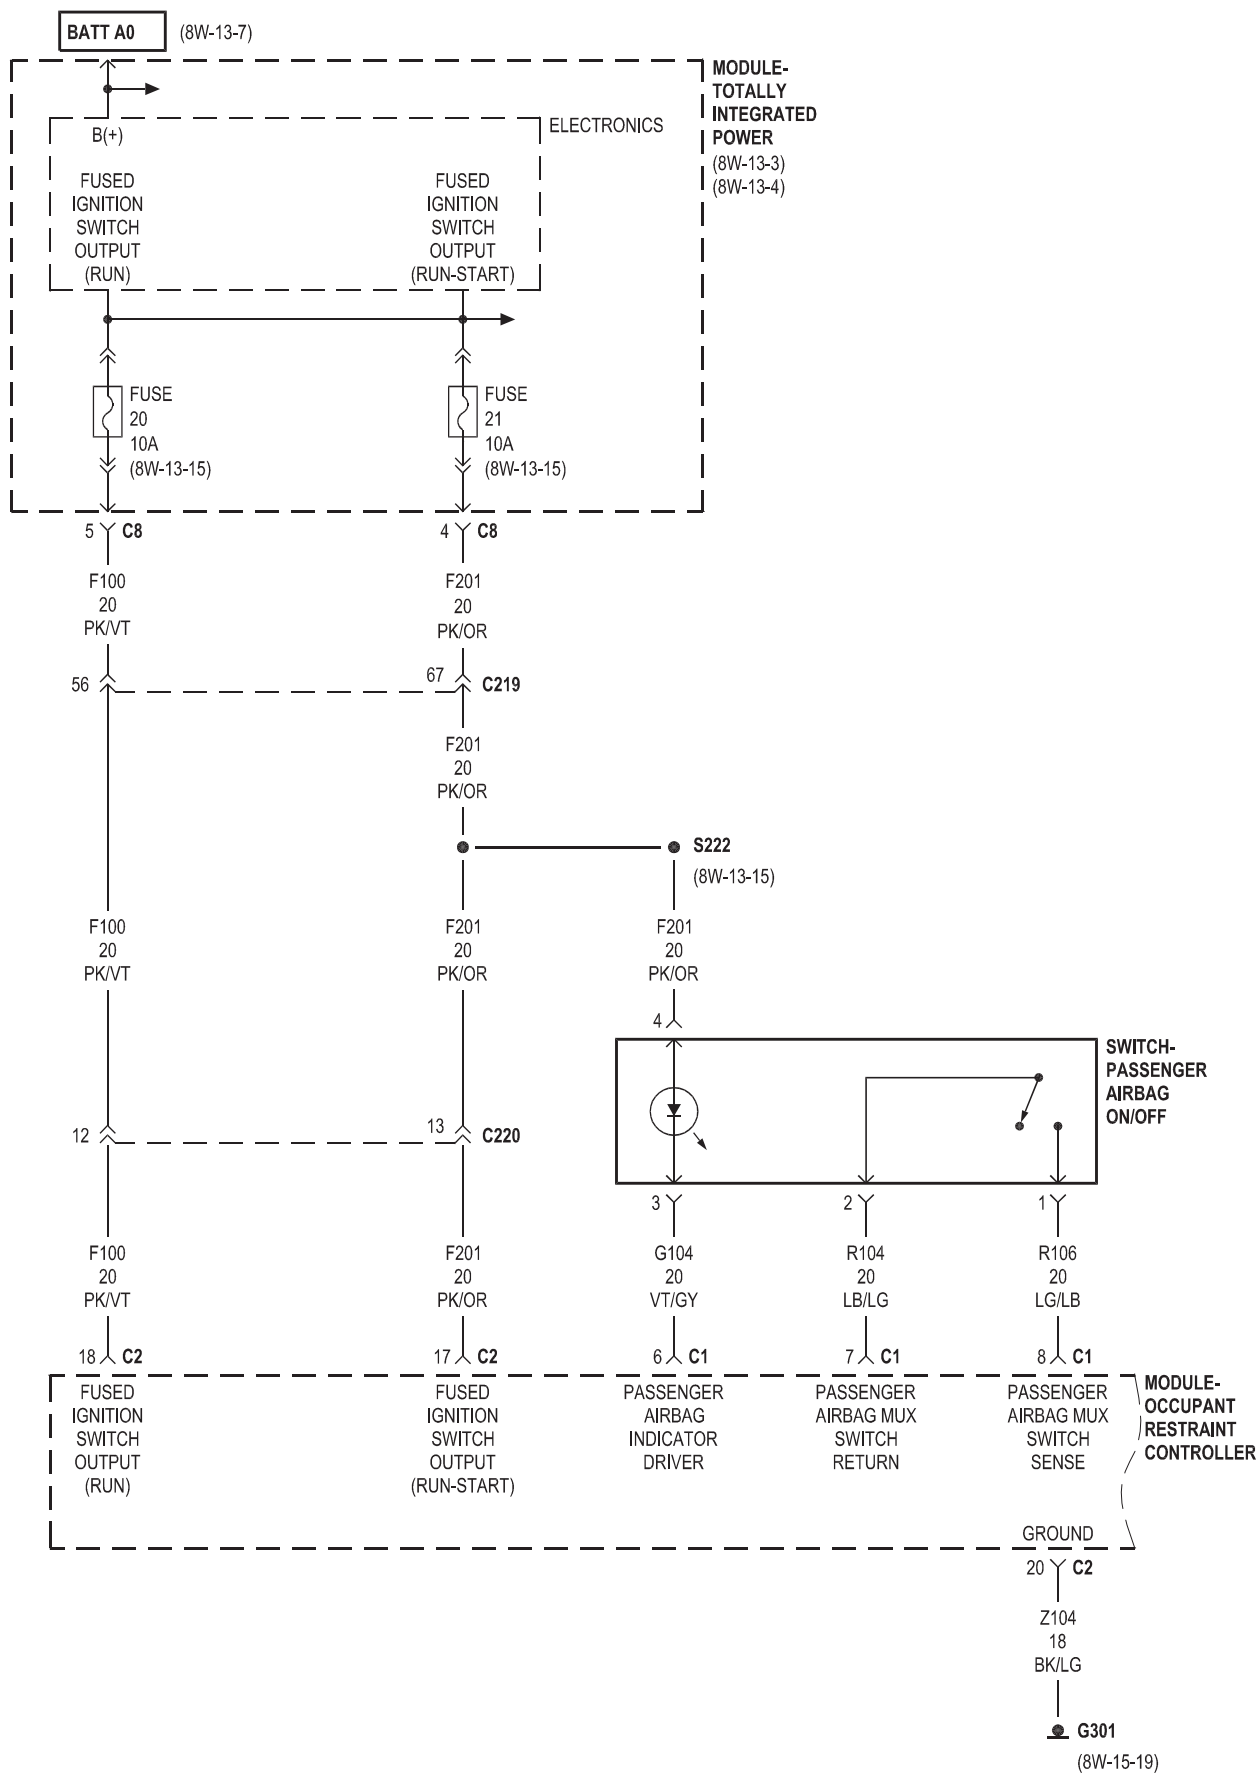 BATT A0 (8W-13-7)
MODULE-
TOTALLY
INTEGRATED
POWER
(8W-13-3)
(8W-13-4)
B(+)
ELECTRONICS
FUSED
IGNITION
SWITCH
OUTPUT
(RUN)
FUSED
IGNITION
SWITCH
OUTPUT
(RUN-START)
FUSE
20
10A
(8W-13-15)
FUSE
21
10A
(8W-13-15)
5 C8
4 C8
F100
20
PK/VT
F201
20
PK/OR
56
67 C219
F201
20
PK/OR
S222
(8W-13-15)
F100
20
PK/VT
F201
20
PK/OR
F201
20
PK/OR
4
SWITCH-
PASSENGER
AIRBAG
ON/OFF
12
13 C220
3
2
1
F100
20
PK/VT
F201
20
PK/OR
G104
20
VT/GY
R104
20
LB/LG
R106
20
LG/LB
18 C2
17 C2
6 C1
7 C1
8 C1
FUSED
IGNITION
SWITCH
OUTPUT
(RUN)
FUSED
IGNITION
SWITCH
OUTPUT
(RUN-START)
PASSENGER
AIRBAG
INDICATOR
DRIVER
PASSENGER
AIRBAG MUX
SWITCH
RETURN
PASSENGER
AIRBAG MUX
SWITCH
SENSE
MODULE-
OCCUPANT
RESTRAINT
CONTROLLER
GROUND
20 C2
Z104
18
BK/LG
G301
(8W-15-19)